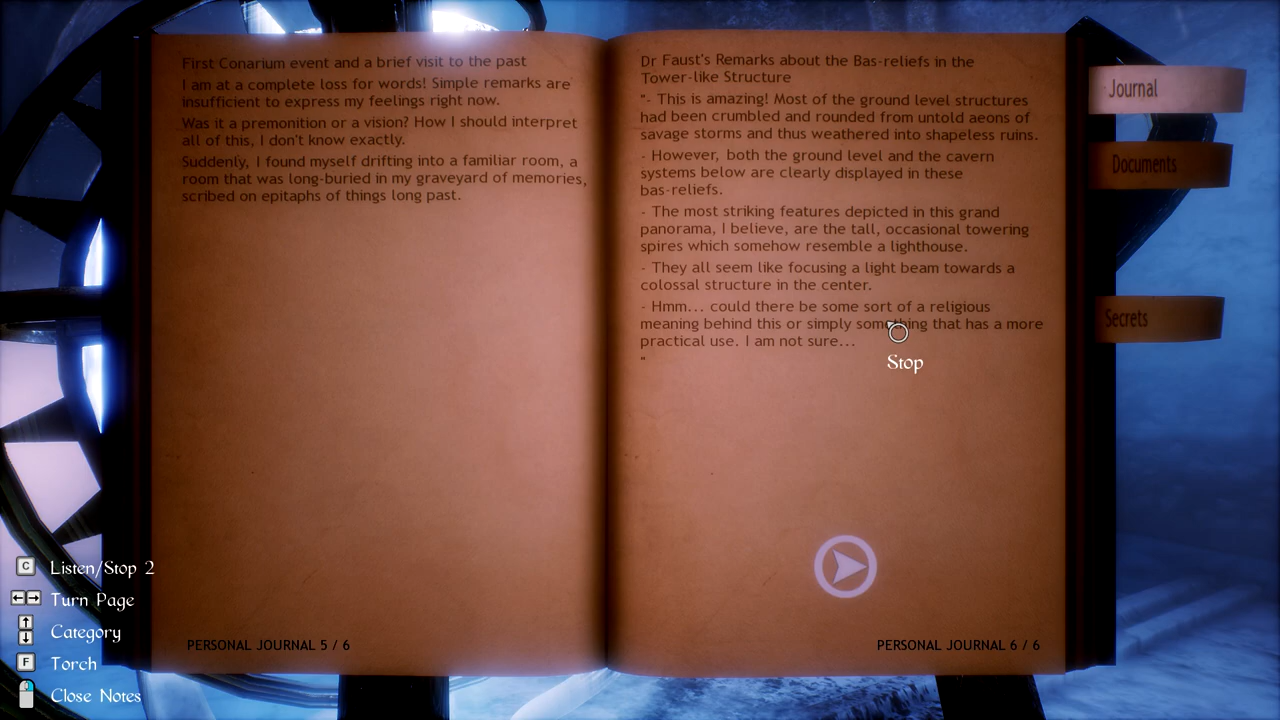 First Conarium event and a brief visit to the past
I am at a complete loss for words! Simple remarks are
insufficient to express my feelings right now.
Was it a premonition or a vision? How I should interpret
all of this, I don't know exactly.
Suddenly, I found myself drifting into a familiar room, a
room that was long-buried in my graveyard of memories,
scribed on epitaphs of things long past.
PERSONAL JOURNAL 5 / 6
Dr Faust's Remarks about the Bas-reliefs in the
Tower-like Structure
"- This is amazing! Most of the ground level structures
had been crumbled and rounded from untold aeons of
savage storms and thus weathered into shapeless ruins.
- However, both the ground level and the cavern
systems below are clearly displayed in these
bas-reliefs.
- The most striking features depicted in this grand
panorama, I believe, are the tall, occasional towering
spires which somehow resemble a lighthouse.
- They all seem like focusing a light beam towards a
colossal structure in the center.
- Hmm... could there be some sort of a religious
meaning behind this or simply something that has a more
practical use. I am not sure...
"
Stop
PERSONAL JOURNAL 6 / 6
Journal
Documents
Secrets
C Listen/Stop 2
Turn Page
Category
F Torch
Close Notes